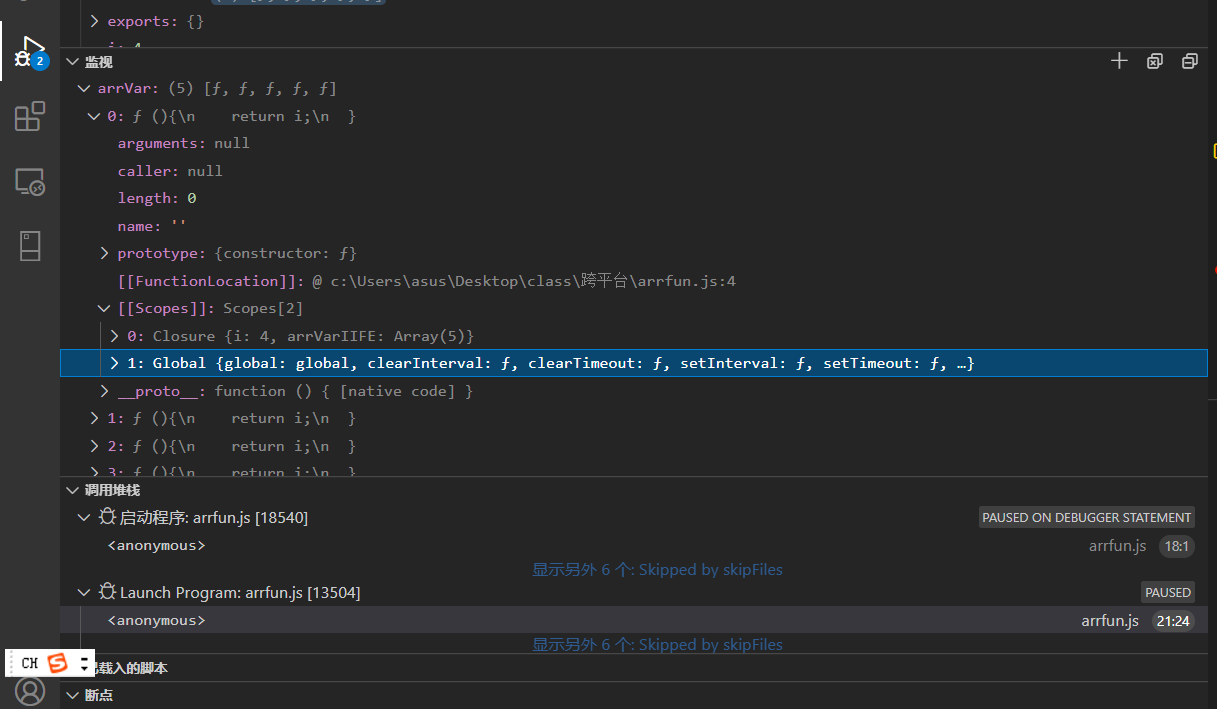 exports: {}
2
监视
arrVar: (5) [ƒ, ƒ, ƒ, ƒ, ƒ]
0: ƒ (){\n    return i;\n  }
arguments: null
caller: null
length: 0
name: ''
prototype: {constructor: ƒ}
[[FunctionLocation]]: @ c:\Users\asus\Desktop\class\跨平台\arrfun.js:4
[[Scopes]]: Scopes[2]
0: Closure {i: 4, arrVarIIFE: Array(5)}
1: Global {global: global, clearInterval: ƒ, clearTimeout: ƒ, setInterval: ƒ, setTimeout: ƒ, …}
__proto__: function () { [native code] }
1: ƒ (){\n    return i;\n  }
2: ƒ (){\n    return i;\n  }
3: ƒ (){\n    return i;\n  }
调用堆栈
启动程序: arrfun.js [18540] PAUSED ON DEBUGGER STATEMENT
<anonymous> arrfun.js 18:1
显示另外 6 个: Skipped by skipFiles
Launch Program: arrfun.js [13504] PAUSED
<anonymous> arrfun.js 21:24
显示另外 6 个: Skipped by skipFiles
CH S
载入的脚本
断点